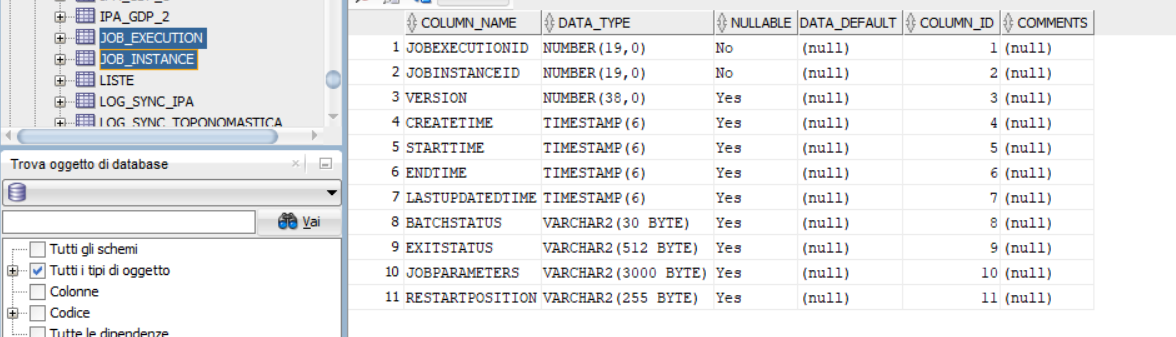 IPA_GDP_2
JOB_EXECUTION
JOB_INSTANCE
LISTE
LOG_SYNC_IPA
LOG_SYNC_TOPONOMASTICA
Trova oggetto di database
Vai
Tutti gli schemi
Tutti i tipi di oggetto
Colonne
Codice
Tutte le dipendenze
COLUMN_NAME DATA_TYPE NULLABLE DATA_DEFAULT COLUMN_ID COMMENTS
1 JOBEXECUTIONID NUMBER(19,0) No (null) 1 (null)
2 JOBINSTANCEID NUMBER(19,0) No (null) 2 (null)
3 VERSION NUMBER(38,0) Yes (null) 3 (null)
4 CREATETIME TIMESTAMP(6) Yes (null) 4 (null)
5 STARTTIME TIMESTAMP(6) Yes (null) 5 (null)
6 ENDTIME TIMESTAMP(6) Yes (null) 6 (null)
7 LASTUPDATEDTIME TIMESTAMP(6) Yes (null) 7 (null)
8 BATCHSTATUS VARCHAR2(30 BYTE) Yes (null) 8 (null)
9 EXITSTATUS VARCHAR2(512 BYTE) Yes (null) 9 (null)
10 JOBPARAMETERS VARCHAR2(3000 BYTE) Yes (null) 10 (null)
11 RESTARTPOSITION VARCHAR2(255 BYTE) Yes (null) 11 (null)